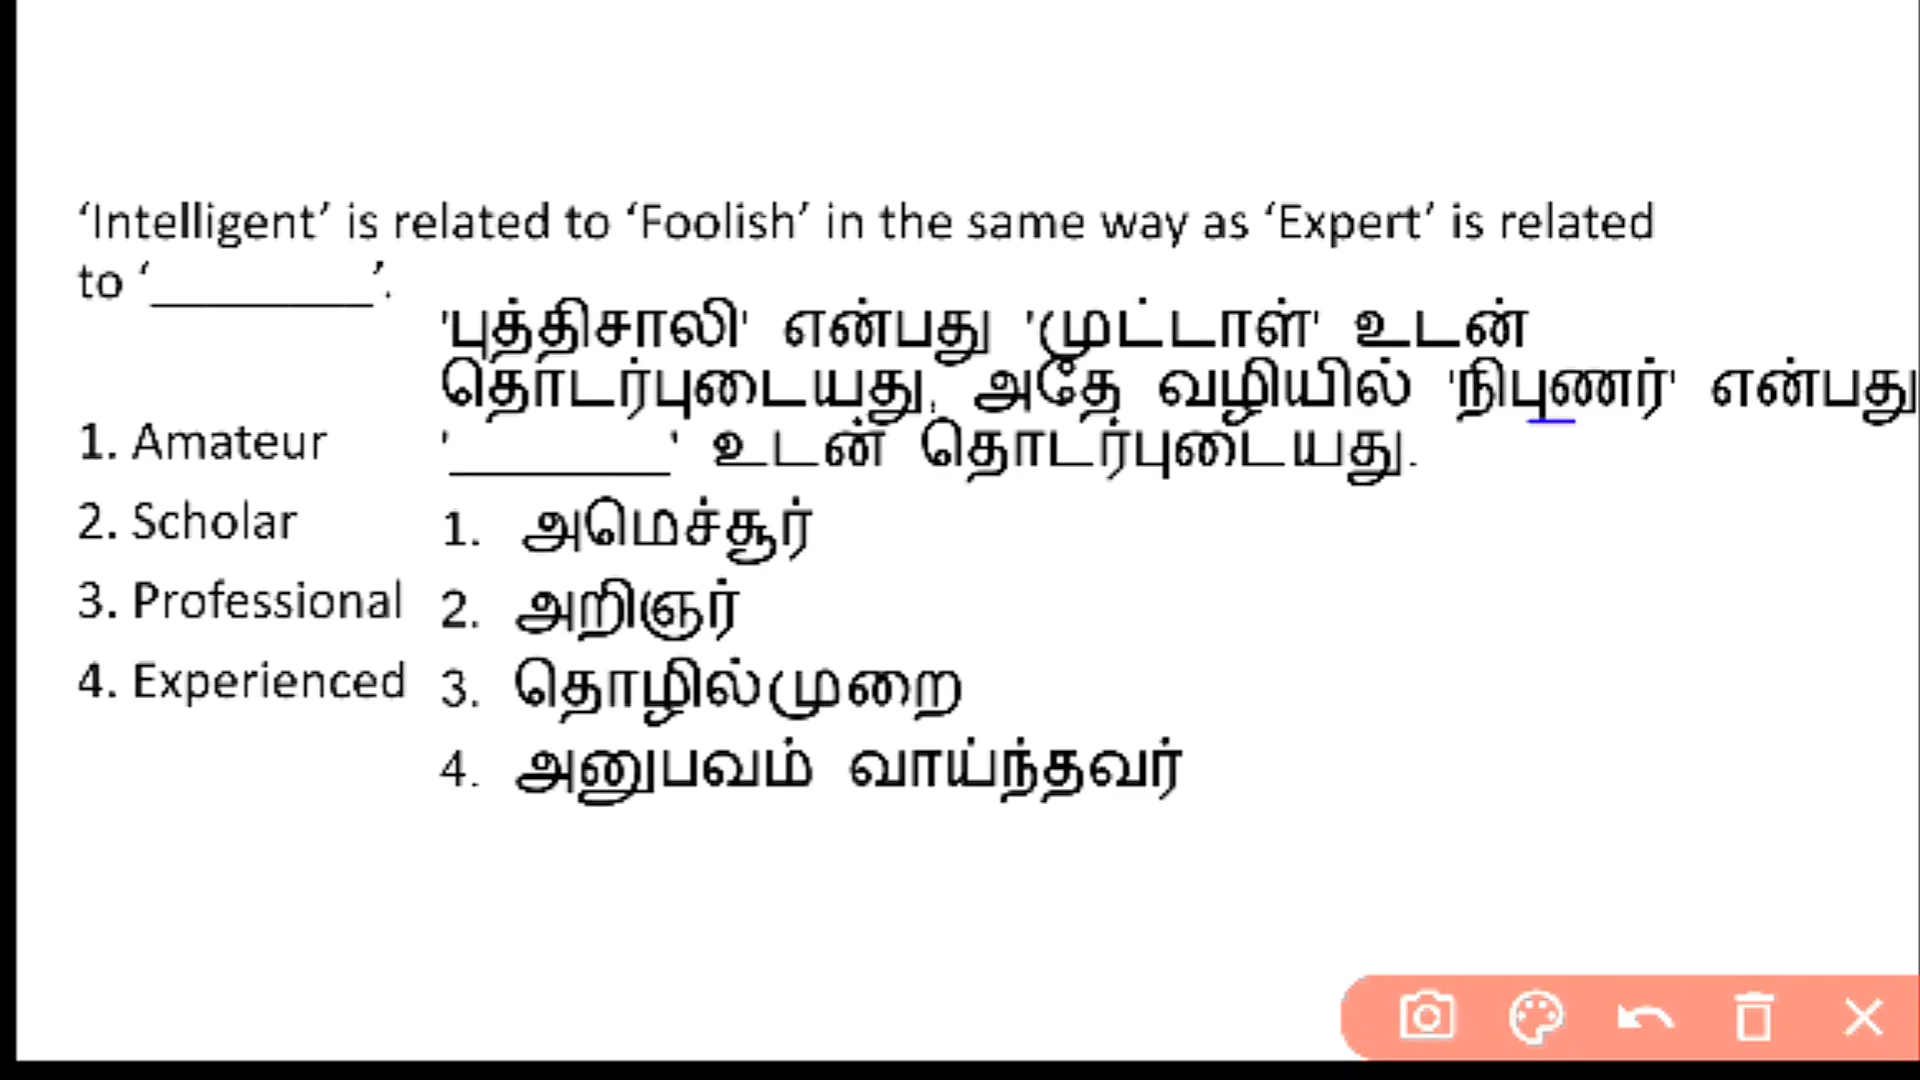 ‘Intelligent’ is related to ‘Foolish’ in the same way as ‘Expert’ is related
to ‘_________’.
'புத்திசாலி' என்பது 'முட்டாள்' உடன்
தொடர்புடையது, அதே வழியில் 'நிபுணர்' என்பது
'_________' உடன் தொடர்புடையது.
1. Amateur
2. Scholar
3. Professional
4. Experienced
1. அமெச்சூர்
2. அறிஞர்
3. தொழில்முறை
4. அனுபவம் வாய்ந்தவர்